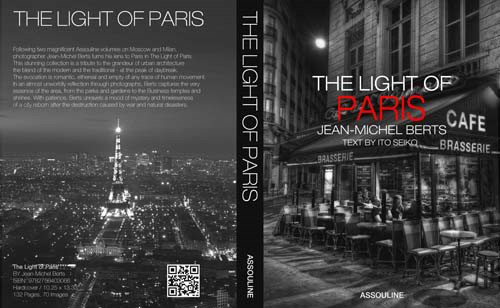 THE LIGHT OF PARIS
Following two magnificent Assouline volumes on Moscow and Milan,
photographer Jean-Michel Berts turns his lens to Paris in The Light of Paris.
This stunning collection is a tribute to the grandeur of urban architecture
the blend of modern and the traditional - at the peak of daybreak.
The evocation is romantic, ethereal and empty of any trace of human movement.
In an almost unworldly reflection through photographs, Berts captures the very
essence of the area, from the parks and gardens to the Business temples and
shrines. With patience, Berts unravels a mood of mystery and timelessness
of a city reborn after the destruction caused by war and natural disasters.
The Light of Paris
BY Jean-Michel Berts
Hardcover / 10.25 x 13.32
132 Pages, 70 Images
THE LIGHT OF PARIS
ASSOULINE
THE LIGHT OF
PARIS
JEAN-MICHEL BERTS
TEXT BY ITO SEIKO
CAFE
BRASSERIE
BRASSERIE
ASSOULINE